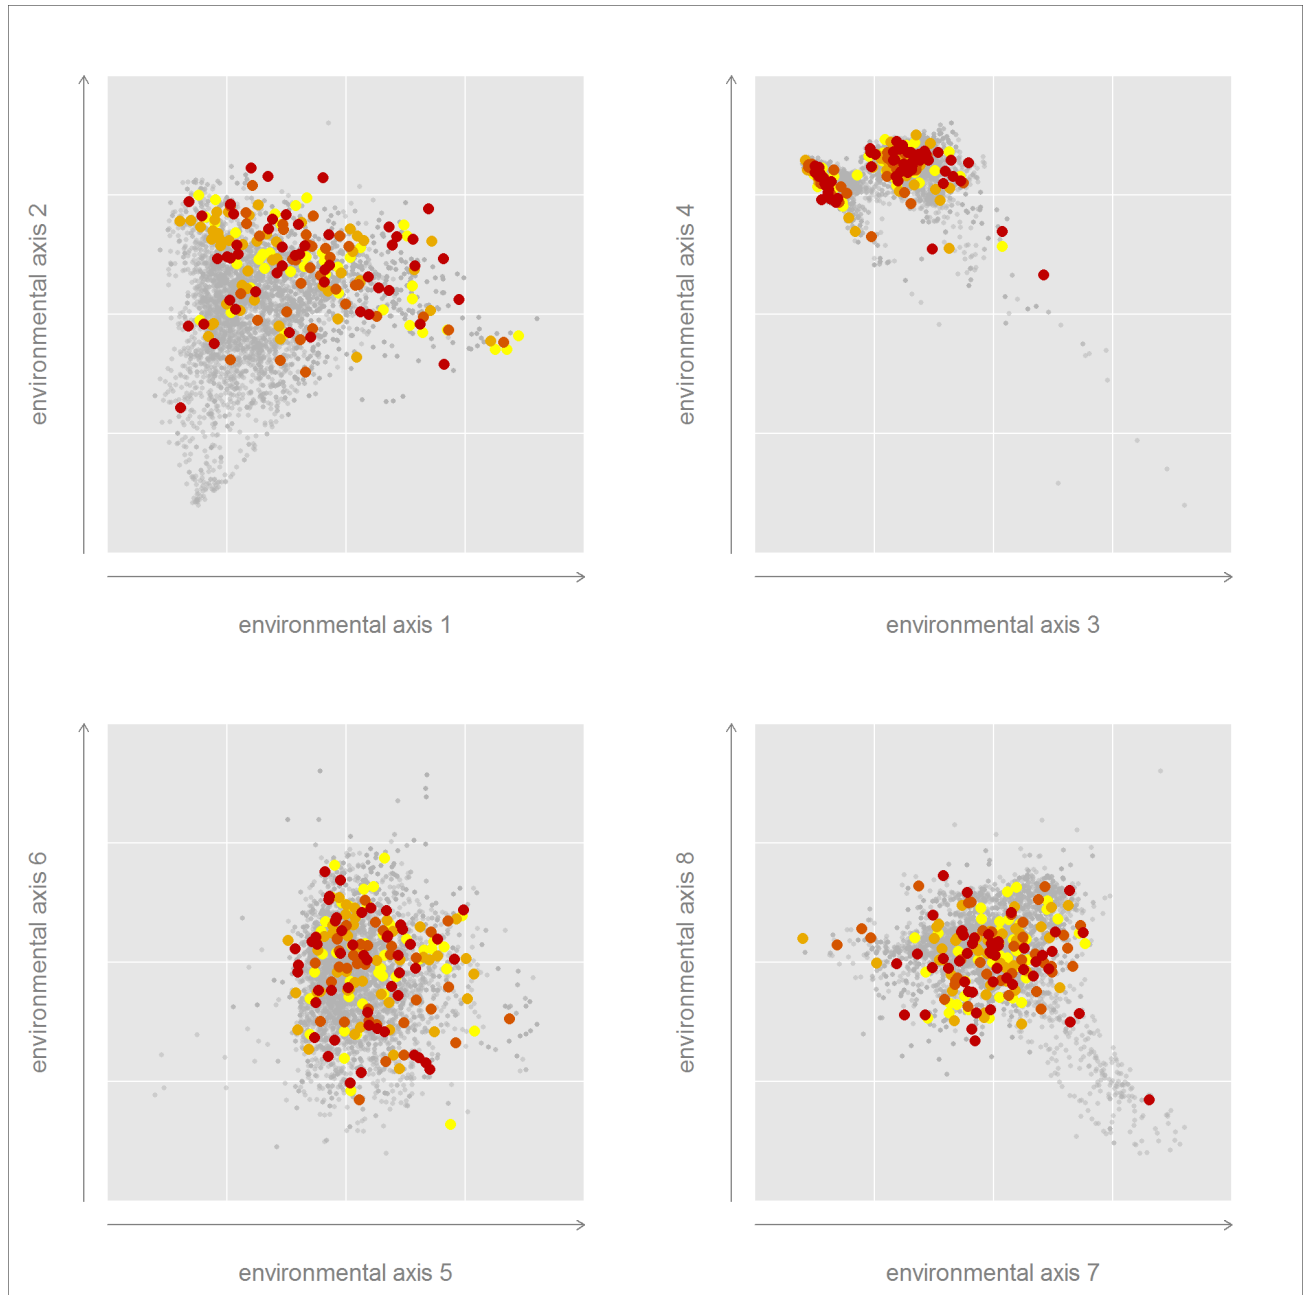 environmental axis 2
environmental axis 1
environmental axis 4
environmental axis 3
environmental axis 6
environmental axis 5
environmental axis 8
environmental axis 7